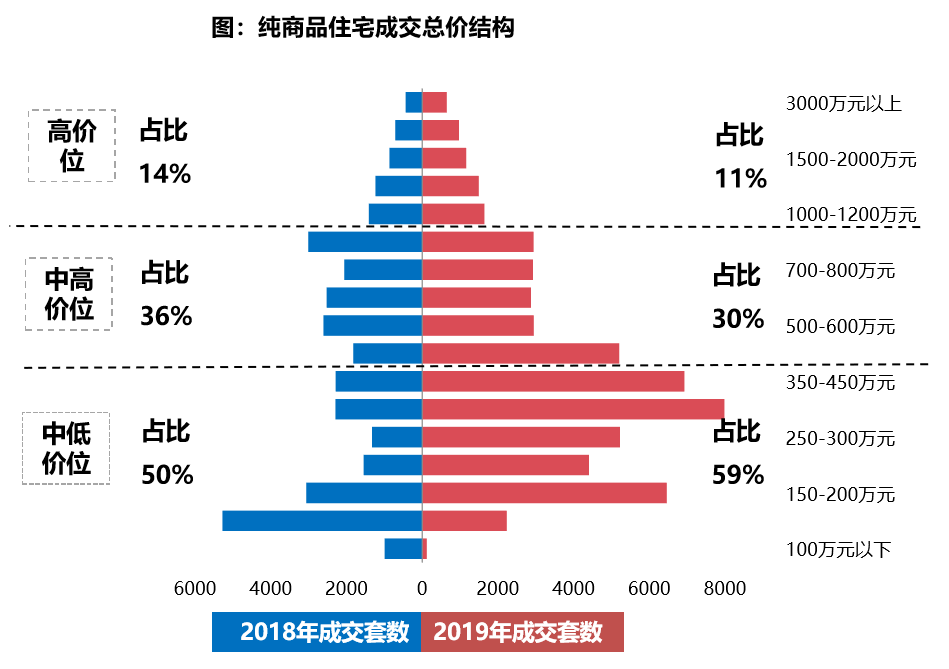 图：纯商品住宅成交总价结构
3000万元以上
高价
位
占比
14%
占比
11%
1500-2000万元
1000-1200万元
中高
价位
占比
36%
占比
30%
700-800万元
500-600万元
350-450万元
中低
价位
占比
50%
占比
59%
250-300万元
150-200万元
100万元以下
6000 4000 2000 0 2000 4000 6000 8000
2018年成交套数 2019年成交套数